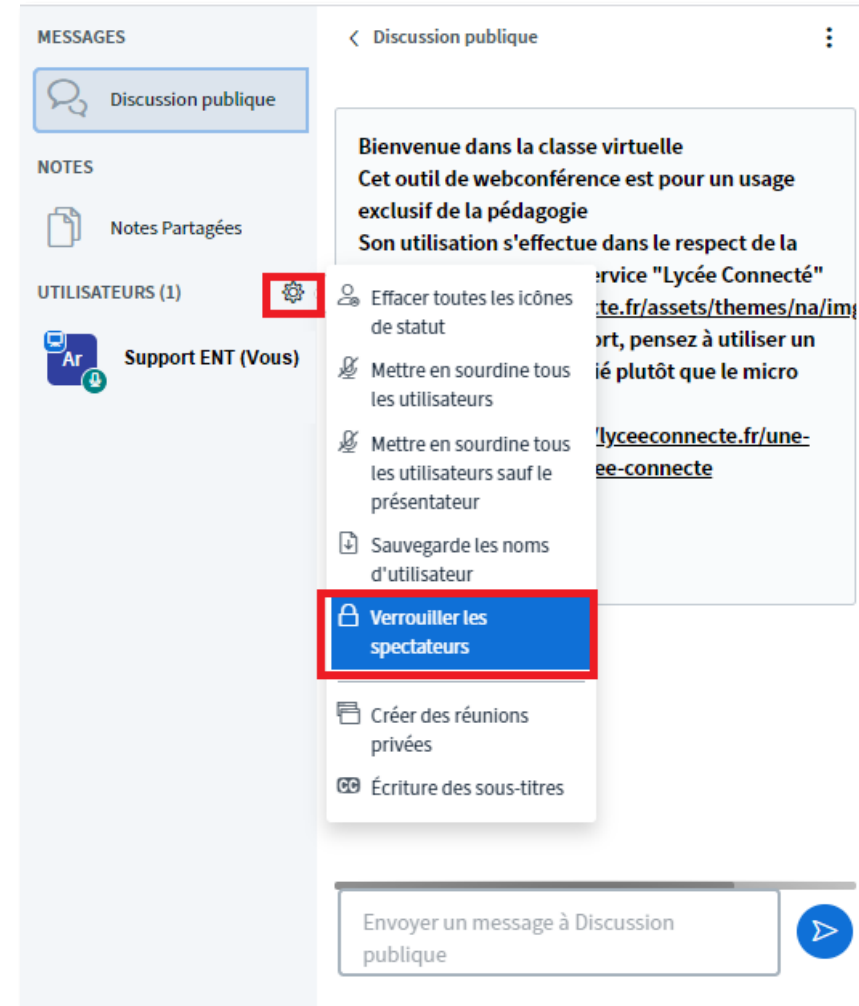 MESSAGES
Discussion publique
NOTES
Notes Partagées
UTILISATEURS (1)
Ar
Support ENT (Vous)
Discussion publique
Bienvenue dans la classe virtuelle
Cet outil de webconférence est pour un usage
exclusif de la pédagogie
Son utilisation s'effectue dans le respect de la
ervice "Lycée Connecté"
cte.fr/assets/themes/na/img
ort, pensez à utiliser un
ié plutôt que le micro
/lyceeconnecte.fr/une-
ee-connecte
Effacer toutes les icônes
de statut
Mettre en sourdine tous
les utilisateurs
Mettre en sourdine tous
les utilisateurs sauf le
présentateur
Sauvegarde les noms
d'utilisateur
Verrouiller les
spectateurs
Créer des réunions
privées
CC Écriture des sous-titres
Envoyer un message à Discussion
publique